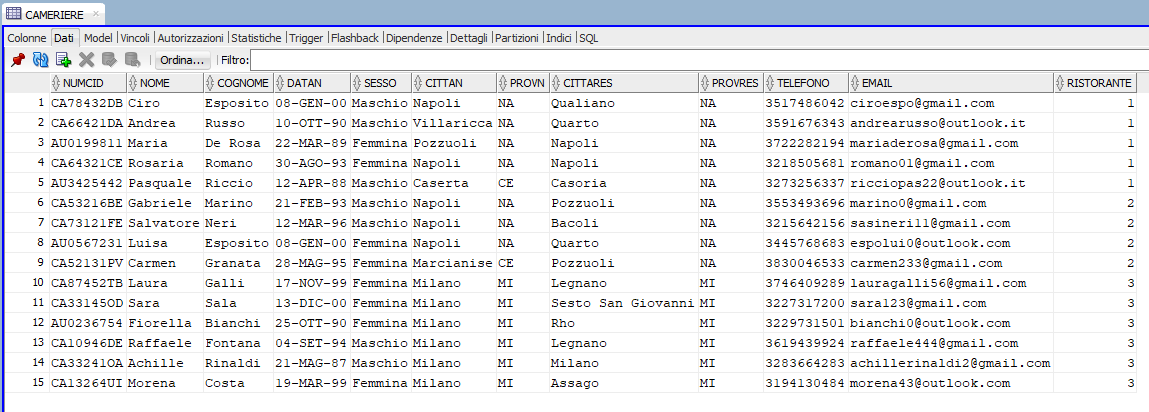 CAMERIERE
Colonne Dati Model Vincoli Autorizzazioni Statistiche Trigger Flashback Dipendenze Dettagli Partizioni Indici SQL
Ordina... Filtro:
NUMCID NOME COGNOME DATAN SESSO CITTAN PROVN CITTARES PROVRES TELEFONO EMAIL RISTORANTE
1 CA78432DB Ciro Esposito 08-GEN-00 Maschio Napoli NA Qualiano NA 3517486042 ciroespo@gmail.com 1
2 CA66421DA Andrea Russo 10-OTT-90 Maschio Villaricca NA Quarto NA 3591676343 andrearusso@outlook.it 1
3 AU0199811 Maria De Rosa 22-MAR-89 Femmina Pozzuoli NA Napoli NA 3722282194 mariaderosa@gmail.com 1
4 CA64321CE Rosaria Romano 30-AGO-93 Femmina Napoli NA Napoli NA 3218505681 romano01@gmail.com 1
5 AU3425442 Pasquale Riccio 12-APR-88 Maschio Caserta CE Casoria NA 3273256337 ricciopas22@outlook.it 1
6 CA53216BE Gabriele Marino 21-FEB-93 Maschio Napoli NA Pozzuoli NA 3553493696 marino0@gmail.com 2
7 CA73121FE Salvatore Neri 12-MAR-96 Maschio Napoli NA Bacoli NA 3215642156 sasineri11@gmail.com 2
8 AU0567231 Luisa Esposito 08-GEN-00 Femmina Napoli NA Quarto NA 3445768683 espolui0@outlook.com 2
9 CA52131PV Carmen Granata 28-MAG-95 Femmina Marcianise CE Pozzuoli NA 3830046533 carmen233@gmail.com 2
10 CA87452TB Laura Galli 17-NOV-99 Femmina Milano MI Legnano MI 3746409289 lauragalli56@gmail.com 3
11 CA33145OD Sara Sala 13-DIC-00 Femmina Milano MI Sesto San Giovanni MI 3227317200 sara123@gmail.com 3
12 AU0236754 Fiorella Bianchi 25-OTT-90 Femmina Milano MI Rho MI 3229731501 bianchi0@outlook.com 3
13 CA10946DE Raffaele Fontana 04-SET-94 Maschio Milano MI Legnano MI 3619439924 raffaele444@gmail.com 3
14 CA33241OA Achille Rinaldi 21-MAG-87 Maschio Milano MI Milano MI 3283664283 achillerinaldi2@gmail.com 3
15 CA13264UI Morena Costa 19-MAR-99 Femmina Milano MI Assago MI 3194130484 morena43@outlook.com 3